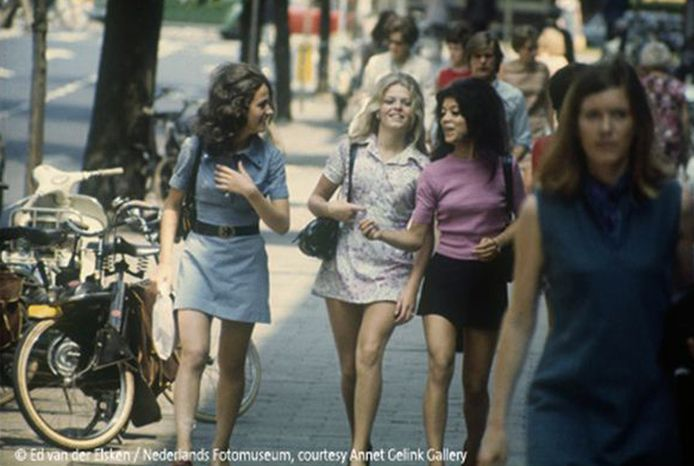 © Ed van der Elsken / Nederlands Fotomuseum, courtesy Annet Gelink Gallery